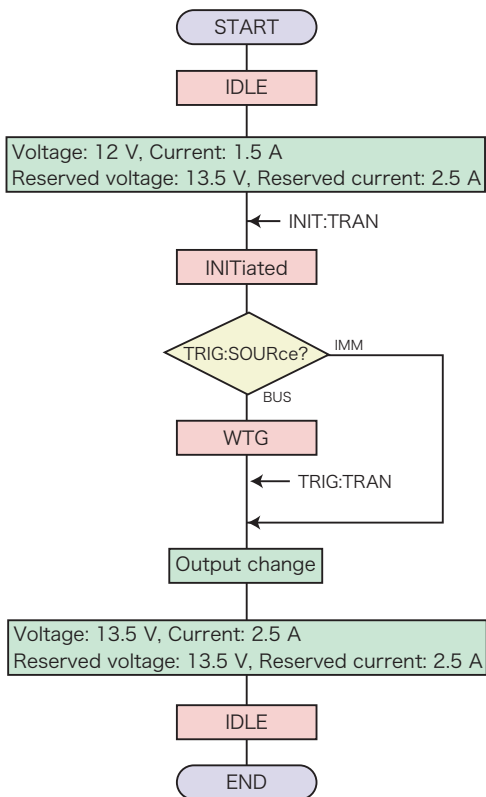 START
IDLE
Voltage: 12 V, Current: 1.5 A
Reserved voltage: 13.5 V, Reserved current: 2.5 A
INIT:TRAN
INITiated
TRIG:SOURce?
IMM
BUS
WTG
TRIG:TRAN
Output change
Voltage: 13.5 V, Current: 2.5 A
Reserved voltage: 13.5 V, Reserved current: 2.5 A
IDLE
END